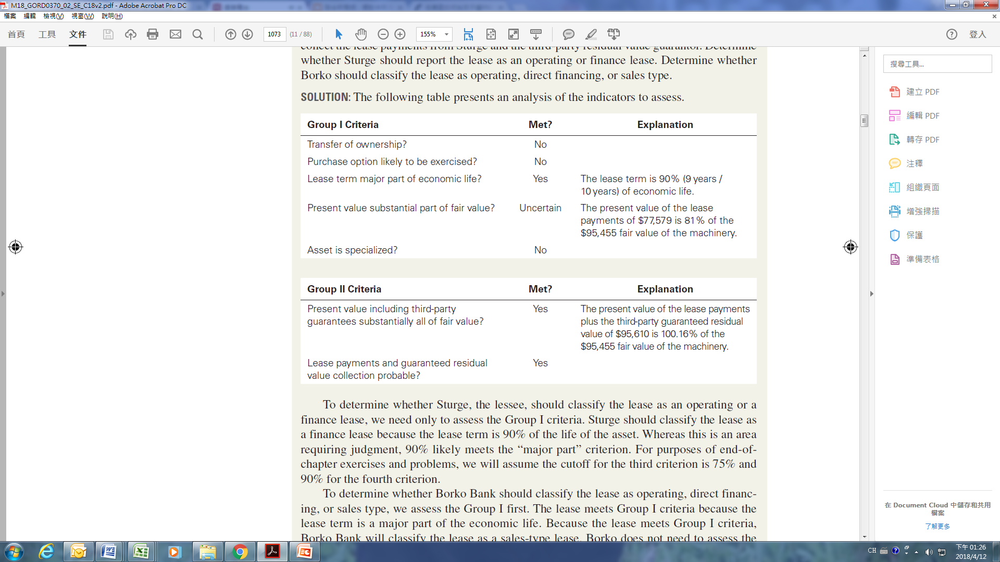 M18_GORD0370_02_SE_C18v2.pdf - Adobe Acrobat Pro DC
檔案 編輯 檢視(V) 視窗(W) 說明(H)
首頁 工具 文件 1073 (11 / 88) 155% 登入
collect the lease payments from Sturge and the third-party residual value guarantor. Determine
whether Sturge should report the lease as an operating or finance lease. Determine whether
Borko should classify the lease as operating, direct financing, or sales type.
SOLUTION: The following table presents an analysis of the indicators to assess.
Group I Criteria Met? Explanation
Transfer of ownership? No
Purchase option likely to be exercised? No
Lease term major part of economic life? Yes The lease term is 90% (9 years /
10 years) of economic life.
Present value substantial part of fair value? Uncertain The present value of the lease
payments of $77,579 is 81% of the
$95,455 fair value of the machinery.
Asset is specialized? No
Group II Criteria Met? Explanation
Present value including third-party Yes The present value of the lease payments
guarantees substantially all of fair value? plus the third-party guaranteed residual
value of $95,610 is 100.16% of the
$95,455 fair value of the machinery.
Lease payments and guaranteed residual Yes
value collection probable?
To determine whether Sturge, the lessee, should classify the lease as an operating or a
finance lease, we need only to assess the Group I criteria. Sturge should classify the lease as
a finance lease because the lease term is 90% of the life of the asset. Whereas this is an area
requiring judgment, 90% likely meets the “major part” criterion. For purposes of end-of-
chapter exercises and problems, we will assume the cutoff for the third criterion is 75% and
90% for the fourth criterion.
To determine whether Borko Bank should classify the lease as operating, direct financ-
ing, or sales type, we assess the Group I first. The lease meets Group I criteria because the
lease term is a major part of the economic life. Because the lease meets Group I criteria,
Borko Bank will classify the lease as a sales-type lease. Borko does not need to assess the
搜尋工具...
建立 PDF
編輯 PDF
轉存 PDF
注釋
組織頁面
增強掃描
保護
準備表格
在 Document Cloud 中儲存和共用
檔案
了解更多
CH
下午 01:26
2018/4/12